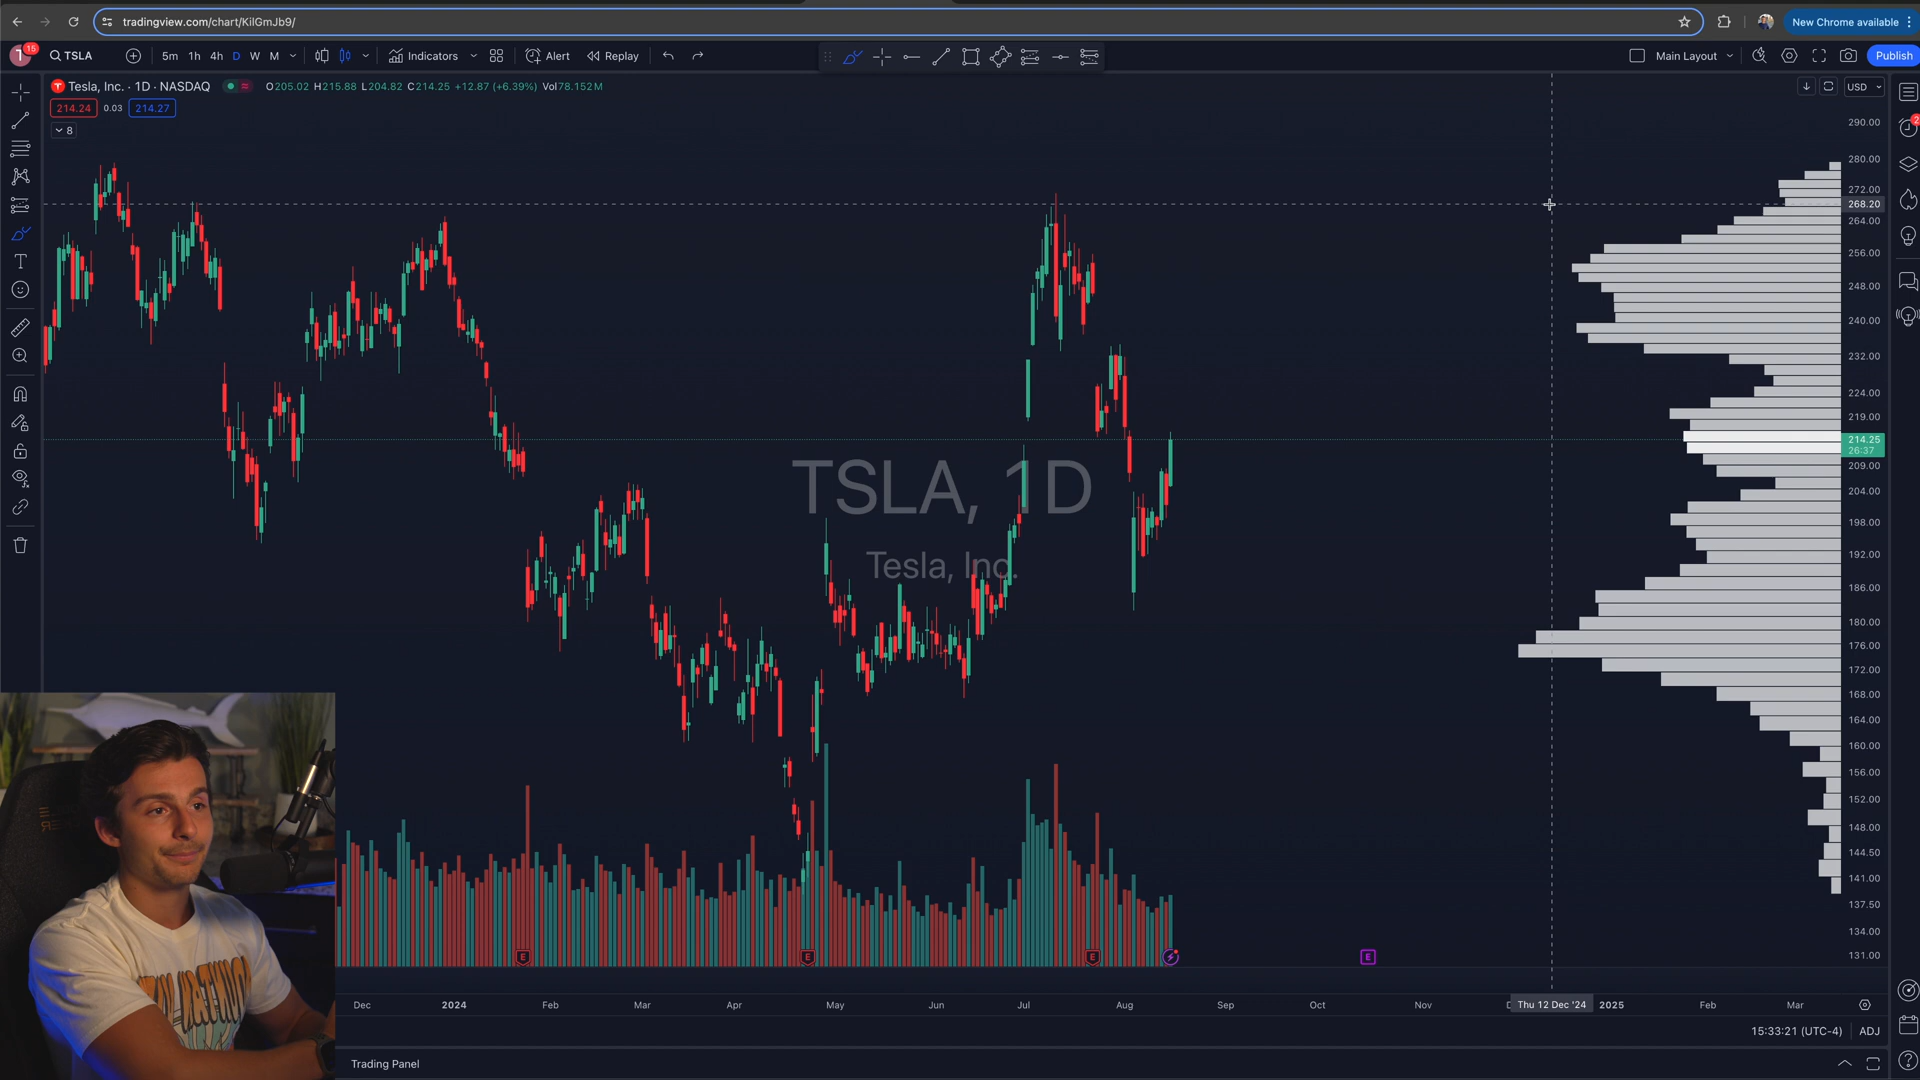 tradingview.com/chart/KilGmJb9/
New Chrome available
15
TSLA
5m 1h 4h D W M
Indicators
Alert
Replay
Main Layout
Publish
Tesla, Inc. · 1D · NASDAQ
O205.02 H215.88 L204.82 C214.25 +12.87 (+6.39%) Vol78.152M
USD
214.24 0.03 214.27
8
2
290.00
280.00
272.00
268.20
264.00
256.00
248.00
240.00
232.00
224.00
219.00
214.25
26:37
209.00
204.00
198.00
192.00
186.00
180.00
176.00
172.00
168.00
164.00
160.00
156.00
152.00
148.00
144.50
141.00
137.50
134.00
131.00
TSLA, 1D
Tesla, Inc.
E
E
E
E
Dec 2024 Feb Mar Apr May Jun Jul Aug Sep Oct Nov Thu 12 Dec '24 2025 Feb Mar
15:33:21 (UTC-4) ADJ
Trading Panel